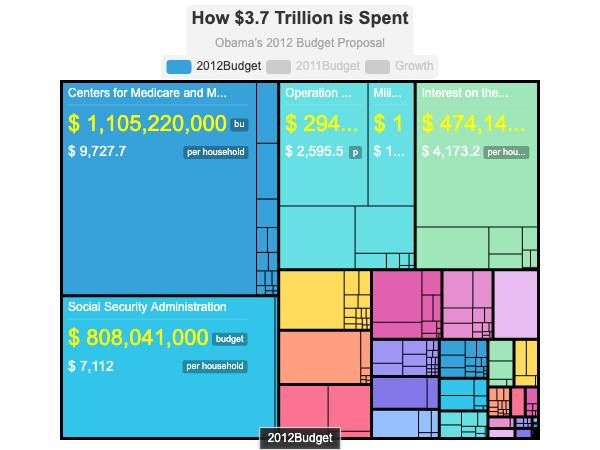 How $3.7 Trillion is Spent
Obama's 2012 Budget Proposal
2012Budget 2011Budget Growth
Centers for Medicare and M...
$ 1,105,220,000 bu
$ 9,727.7 per household
Operation ...
$ 294...
$ 2,595.5 p
Mili...
$ 1
$ 1...
Interest on the...
$ 474,14...
$ 4,173.2 per hou...
Social Security Administration
$ 808,041,000 budget
$ 7,112 per household
2012Budget